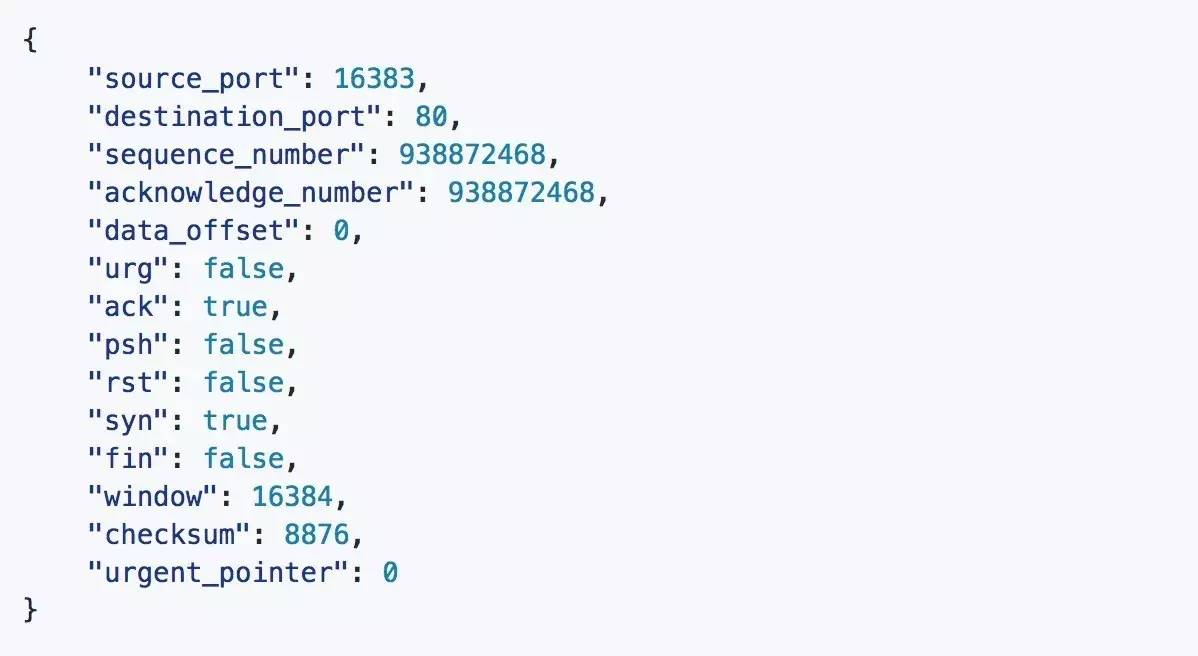 {
    "source_port": 16383,
    "destination_port": 80,
    "sequence_number": 938872468,
    "acknowledge_number": 938872468,
    "data_offset": 0,
    "urg": false,
    "ack": true,
    "psh": false,
    "rst": false,
    "syn": true,
    "fin": false,
    "window": 16384,
    "checksum": 8876,
    "urgent_pointer": 0
}